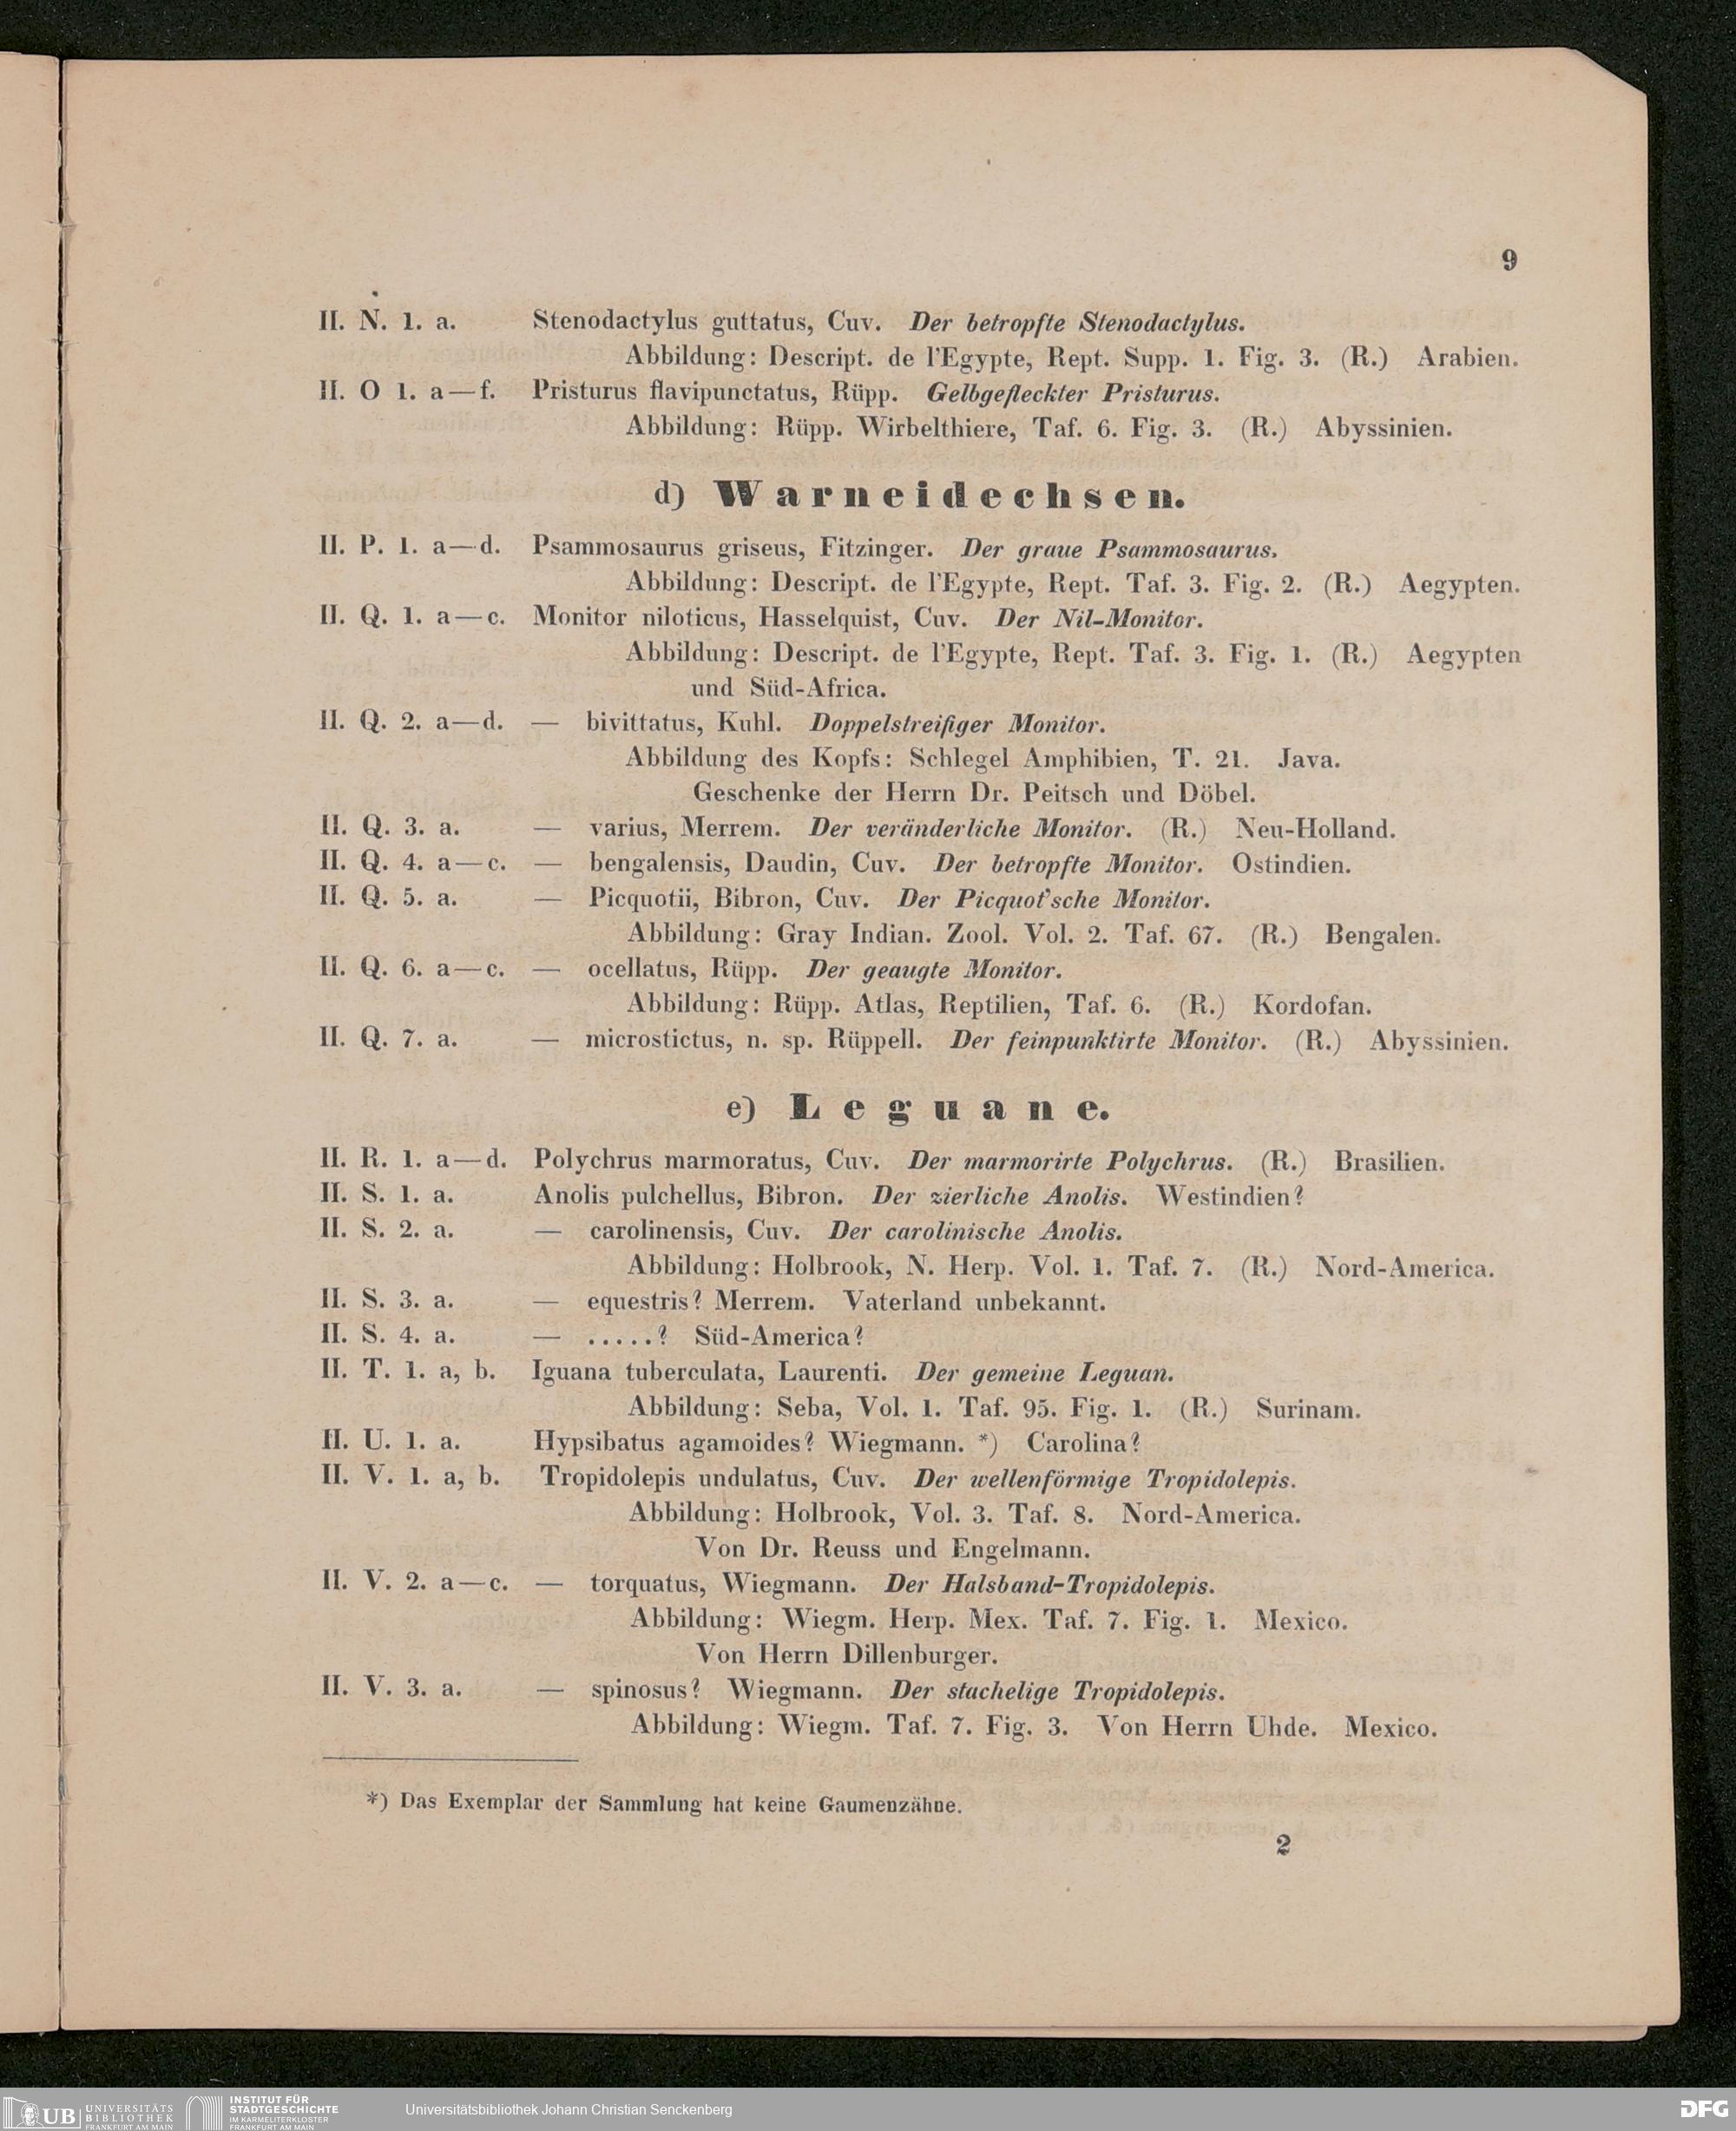 9
II. N. 1. a. Stenodactylus guttatus, Cuv. Der betropfte Stenodactylus.
Abbildung: Descript. de l'Egypte, Rept. Supp. 1. Fig. 3. (R.) Arabien.
II. O 1. a—f. Pristurus flavipunctatus, Rüpp. Gelbgefleckter Pristurus.
Abbildung: Rüpp. Wirbelthiere, Taf. 6. Fig. 3. (R.) Abyssinien.
d) Warneidechsen.
II. P. 1. a—d. Psammosaurus griseus, Fitzinger. Der graue Psammosaurus.
Abbildung: Descript. de l'Egypte, Rept. Taf. 3. Fig. 2. (R.) Aegypten.
II. Q. 1. a—c. Monitor niloticus, Hasselquist, Cuv. Der Nil-Monitor.
Abbildung: Descript. de l'Egypte, Rept. Taf. 3. Fig. 1. (R.) Aegypten
und Süd-Africa.
II. Q. 2. a—d. — bivittatus, Kuhl. Doppelstreifiger Monitor.
Abbildung des Kopfs: Schlegel Amphibien, T. 21. Java.
Geschenke der Herrn Dr. Peitsch und Döbel.
II. Q. 3. a. — varius, Merrem. Der veränderliche Monitor. (R.) Neu-Holland.
II. Q. 4. a—c. — bengalensis, Daudin, Cuv. Der betropfte Monitor. Ostindien.
II. Q. 5. a. — Picquotii, Bibron, Cuv. Der Picquot'sche Monitor.
Abbildung: Gray Indian. Zool. Vol. 2. Taf. 67. (R.) Bengalen.
II. Q. 6. a—c. — ocellatus, Rüpp. Der geaugte Monitor.
Abbildung: Rüpp. Atlas, Reptilien, Taf. 6. (R.) Kordofan.
II. Q. 7. a. — microstictus, n. sp. Rüppell. Der feinpunktirte Monitor. (R.) Abyssinien.
e) Leguane.
II. R. 1. a—d. Polychrus marmoratus, Cuv. Der marmorirte Polychrus. (R.) Brasilien.
II. S. 1. a. Anolis pulchellus, Bibron. Der zierliche Anolis. Westindien?
II. S. 2. a. — carolinensis, Cuv. Der carolinische Anolis.
Abbildung: Holbrook, N. Herp. Vol. 1. Taf. 7. (R.) Nord-America.
II. S. 3. a. — equestris? Merrem. Vaterland unbekannt.
II. S. 4. a. — .....? Süd-America?
II. T. 1. a, b. Iguana tuberculata, Laurenti. Der gemeine Leguan.
Abbildung: Seba, Vol. 1. Taf. 95. Fig. 1. (R.) Surinam.
II. U. 1. a. Hypsibatus agamoides? Wiegmann. *) Carolina?
II. V. 1. a, b. Tropidolepis undulatus, Cuv. Der wellenförmige Tropidolepis.
Abbildung: Holbrook, Vol. 3. Taf. 8. Nord-America.
Von Dr. Reuss und Engelmann.
II. V. 2. a—c. — torquatus, Wiegmann. Der Halsband-Tropidolepis.
Abbildung: Wiegm. Herp. Mex. Taf. 7. Fig. 1. Mexico.
Von Herrn Dillenburger.
II. V. 3. a. — spinosus? Wiegmann. Der stachelige Tropidolepis.
Abbildung: Wiegm. Taf. 7. Fig. 3. Von Herrn Uhde. Mexico.
*) Das Exemplar der Sammlung hat keine Gaumenzähne.
2
UB UNIVERSITÄTS
BIBLIOTHEK
FRANKFURT AM MAIN
INSTITUT FÜR
STADTGESCHICHTE
IM KARMELITERKLOSTER
FRANKFURT AM MAIN
Universitätsbibliothek Johann Christian Senckenberg
DFG